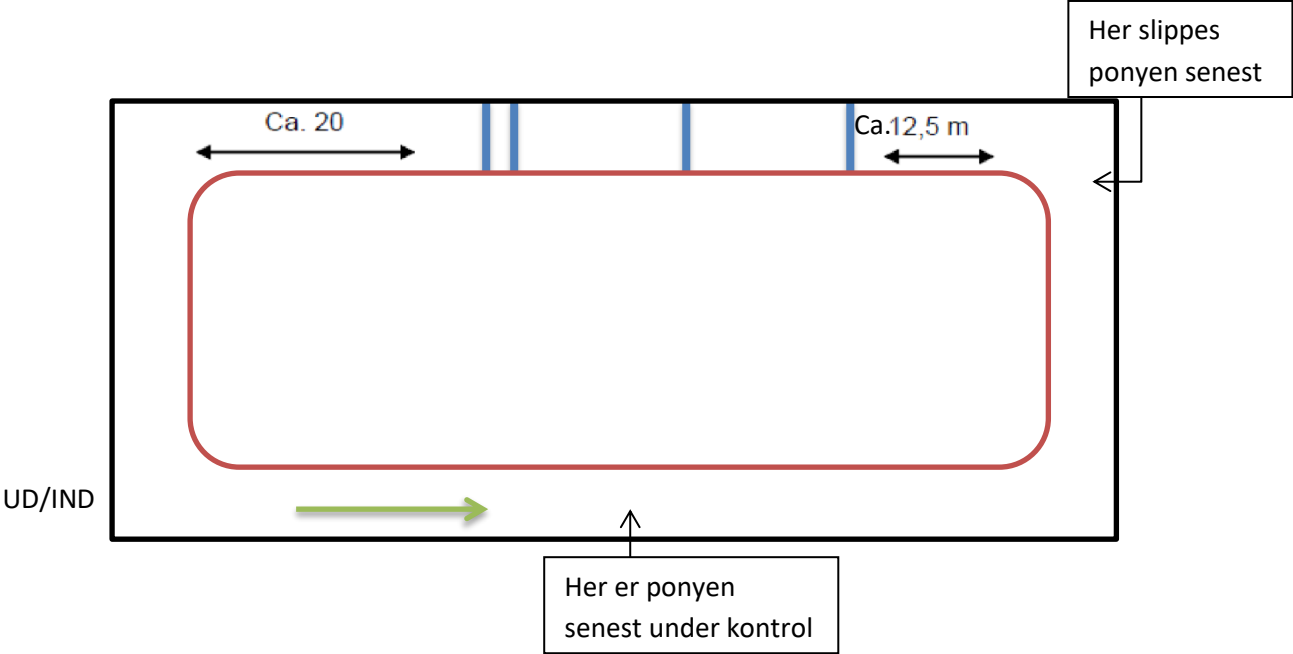 Her slippes
ponyen senest
Ca. 20
Ca.12,5 m
UD/IND
Her er ponyen
senest under kontrol